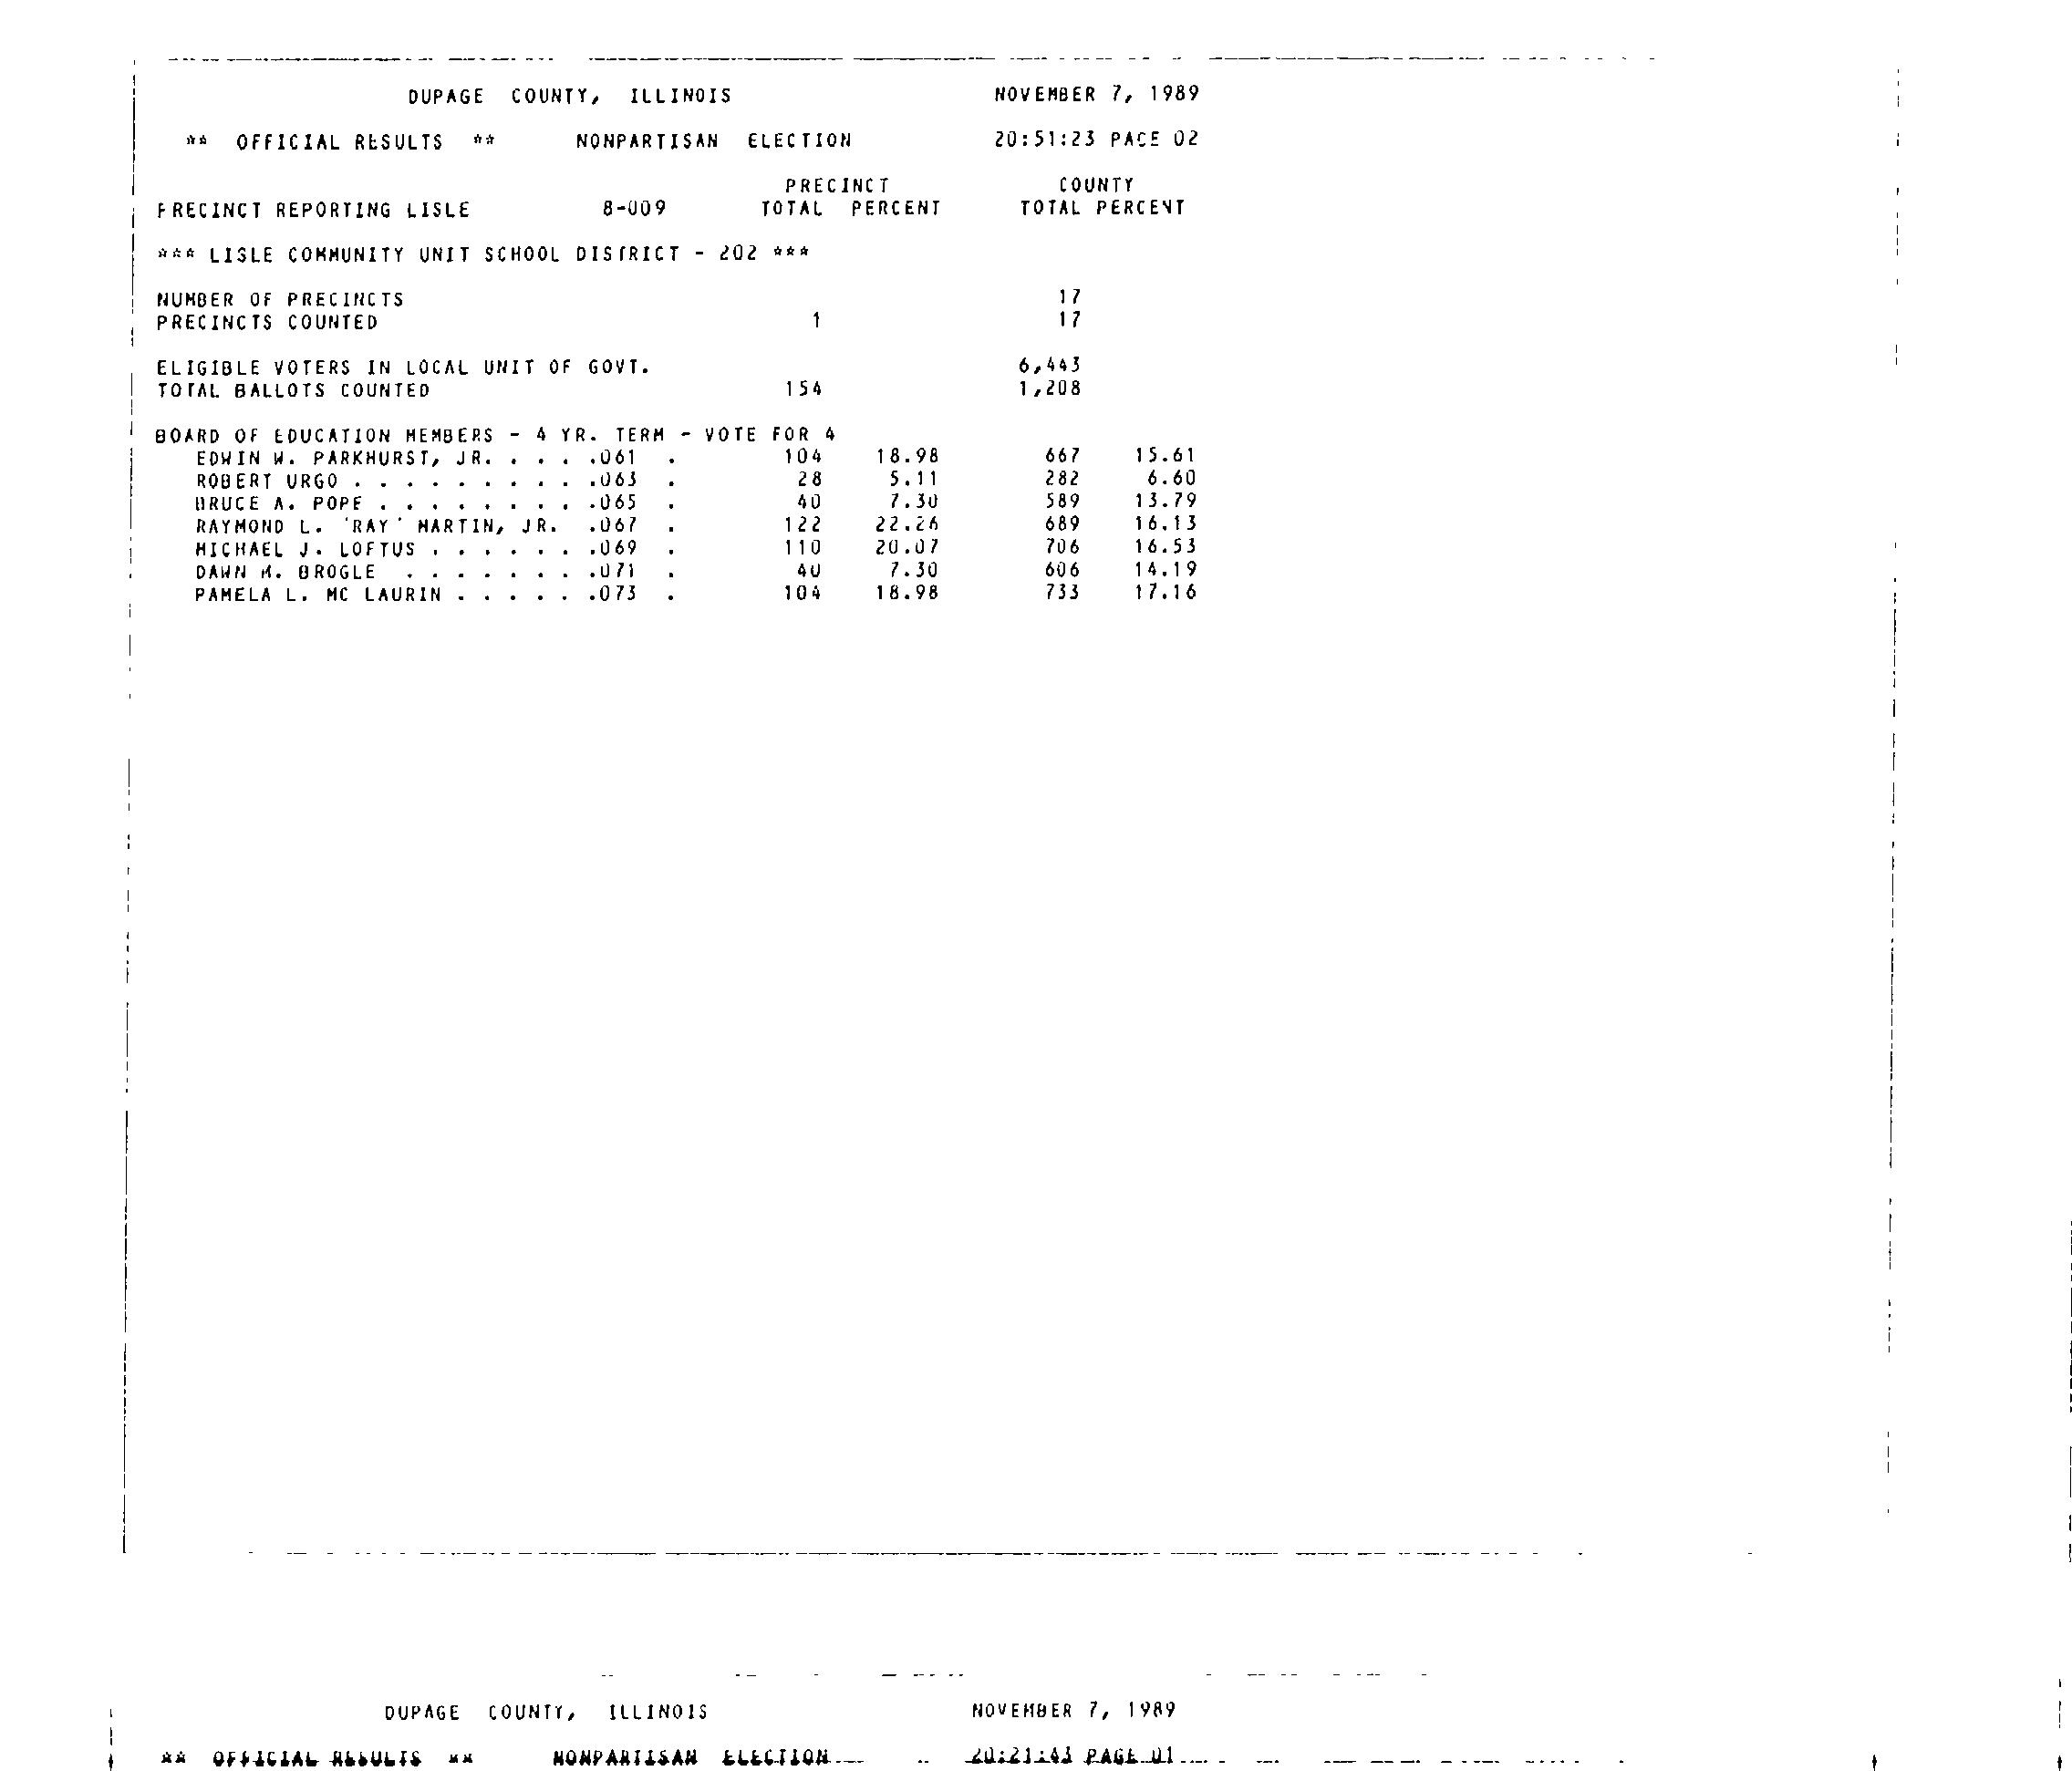 DUPAGE COUNTY, ILLINOIS NOVEMBER 7, 1989
** OFFICIAL RESULTS ** NONPARTISAN ELECTION 20:51:23 PAGE 02
PRECINCT COUNTY
PRECINCT REPORTING LISLE 8-009 TOTAL PERCENT TOTAL PERCENT
*** LISLE COMMUNITY UNIT SCHOOL DISTRICT - 202 ***
NUMBER OF PRECINCTS 17
PRECINCTS COUNTED 1 17
ELIGIBLE VOTERS IN LOCAL UNIT OF GOVT. 6,443
TOTAL BALLOTS COUNTED 154 1,208
BOARD OF EDUCATION MEMBERS - 4 YR. TERM - VOTE FOR 4
EDWIN W. PARKHURST, JR. . . . .061 . 104 18.98 667 15.61
ROBERT URGO . . . . . . . . . .063 . 28 5.11 282 6.60
BRUCE A. POPE . . . . . . . . .065 . 40 7.30 589 13.79
RAYMOND L. 'RAY' MARTIN, JR. .067 . 122 22.26 689 16.13
MICHAEL J. LOFTUS . . . . . . .069 . 110 20.07 706 16.53
DAWN M. BROGLE . . . . . . . .071 . 40 7.30 606 14.19
PAMELA L. MC LAURIN . . . . . .073 . 104 18.98 733 17.16
DUPAGE COUNTY, ILLINOIS NOVEMBER 7, 1989
** OFFICIAL RESULTS ** NONPARTISAN ELECTION 20:21:43 PAGE 01